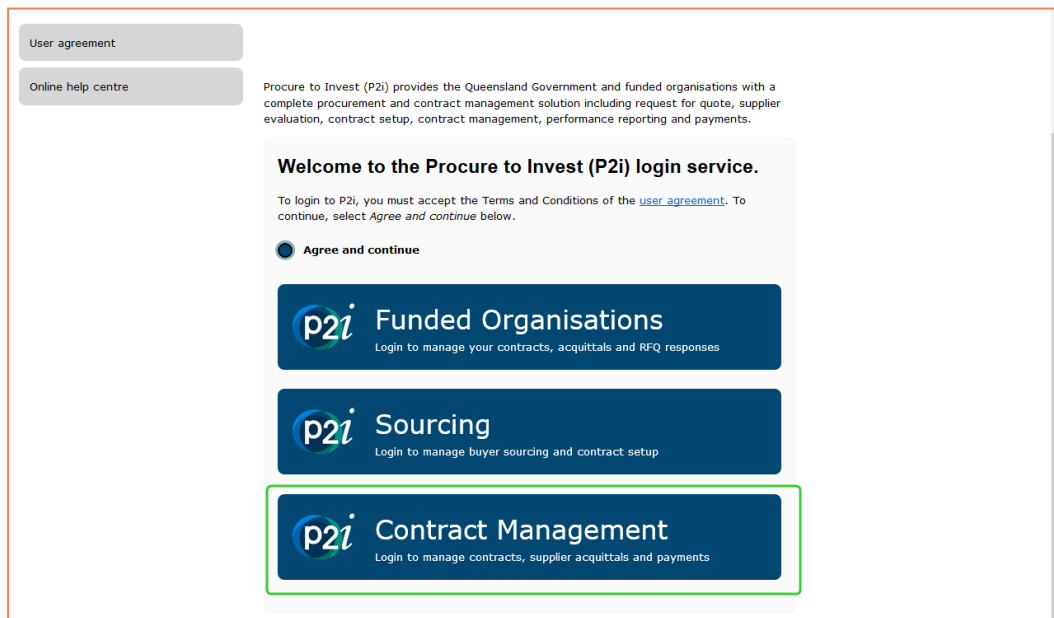 User agreement
Online help centre
Procure to Invest (P2i) provides the Queensland Government and funded organisations with a
complete procurement and contract management solution including request for quote, supplier
evaluation, contract setup, contract management, performance reporting and payments.
Welcome to the Procure to Invest (P2i) login service.
To login to P2i, you must accept the Terms and Conditions of the user agreement. To
continue, select Agree and continue below.
Agree and continue
p2i
Funded Organisations
Login to manage your contracts, acquittals and RFQ responses
p2i
Sourcing
Login to manage buyer sourcing and contract setup
p2i
Contract Management
Login to manage contracts, supplier acquittals and payments